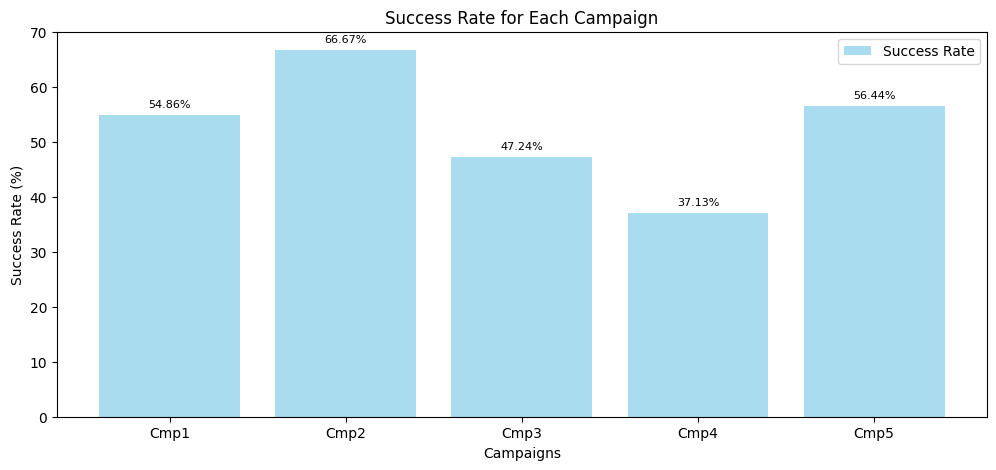 Success Rate for Each Campaign
Success Rate
Success Rate (%)
70
60
50
40
30
20
10
0
54.86%
66.67%
47.24%
37.13%
56.44%
Cmp1
Cmp2
Cmp3
Cmp4
Cmp5
Campaigns